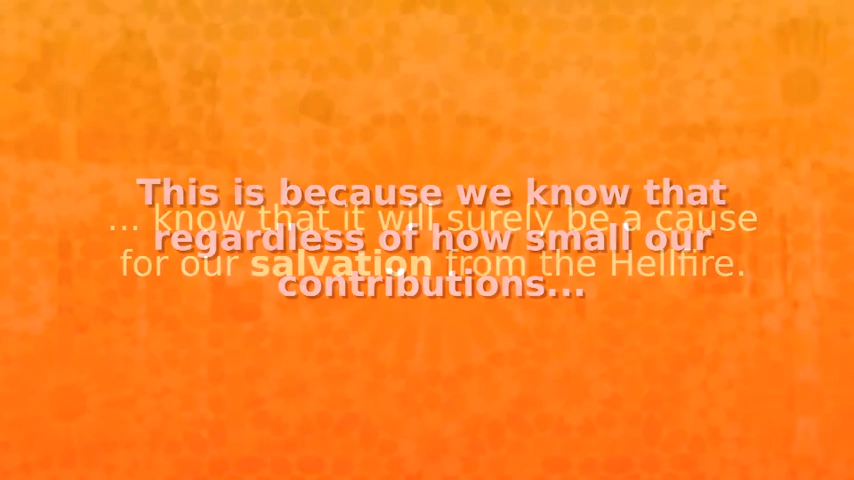 This is because we know that
regardless of how small our
contributions...
... know that it will surely be a cause
for our salvation from the Hellfire.